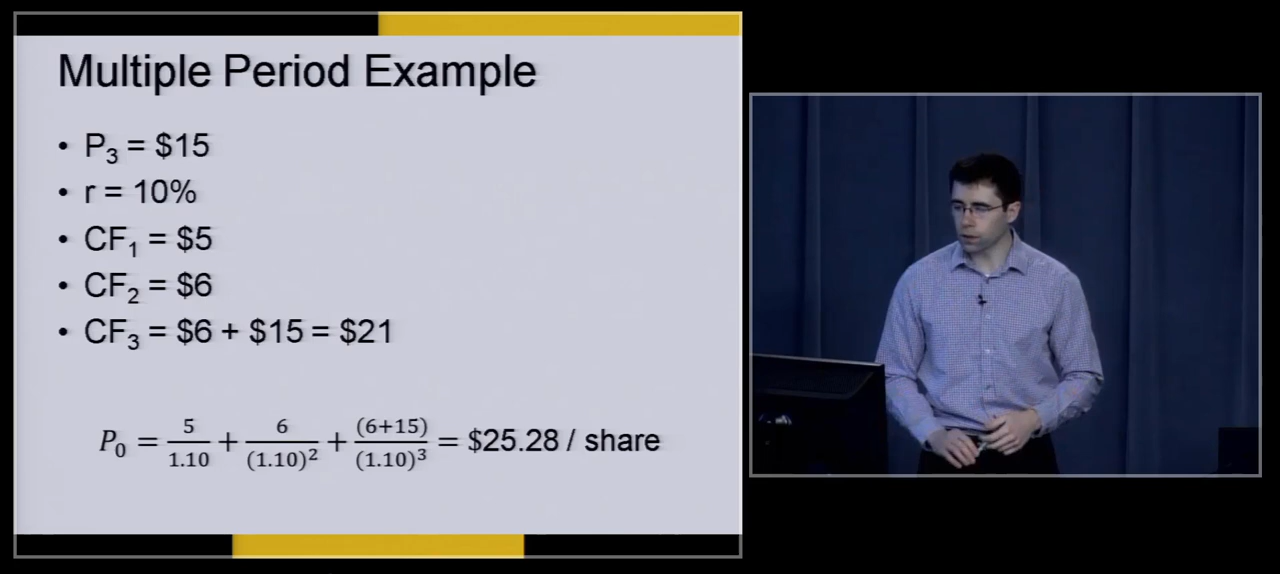 Multiple Period Example
• P₃ = $15
• r = 10%
• CF₁ = $5
• CF₂ = $6
• CF₃ = $6 + $15 = $21
P₀ = 5/1.10 + 6/(1.10)² + (6+15)/(1.10)³ = $25.28 / share